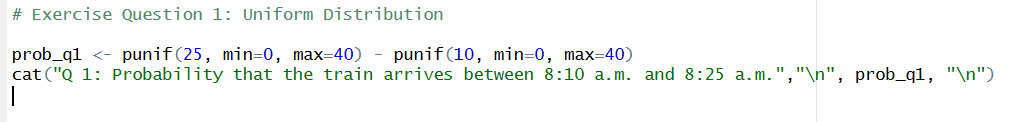 # Exercise Question 1: Uniform Distribution
prob_q1 <- punif(25, min=0, max=40) - punif(10, min=0, max=40)
cat("Q 1: Probability that the train arrives between 8:10 a.m. and 8:25 a.m.","\n", prob_q1, "\n")